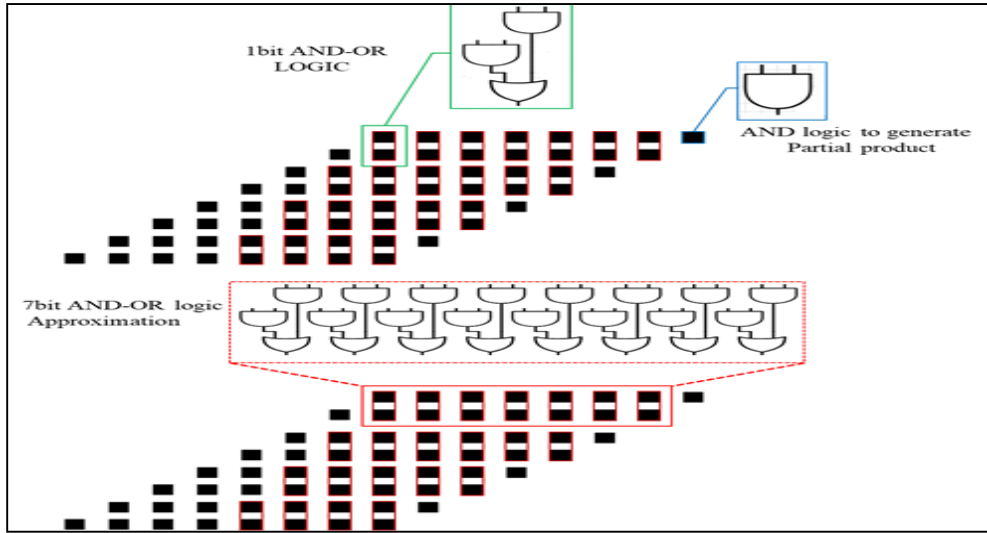 1bit AND-OR
LOGIC
AND logic to generate
Partial product
7bit AND-OR logic
Approximation